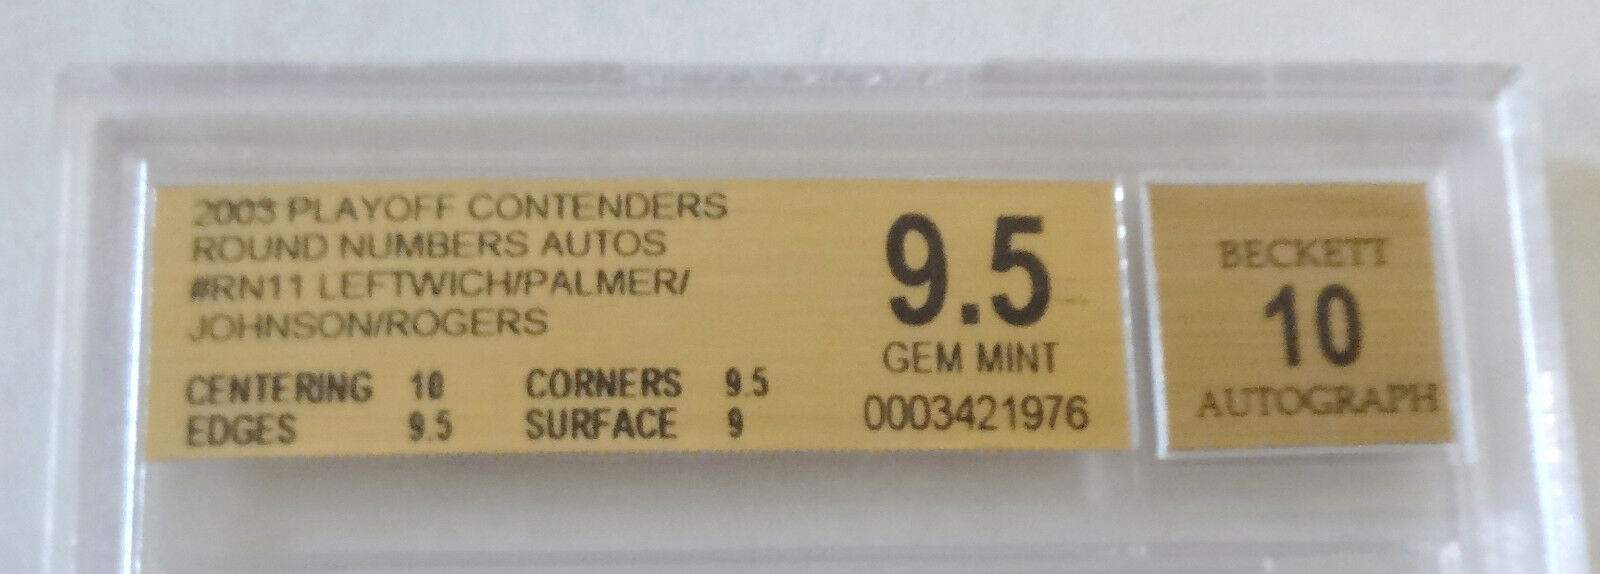 2003 PLAYOFF CONTENDERS
ROUND NUMBERS AUTOS
#RN11 LEFTWICH/PALMER/
JOHNSON/ROGERS
CENTERING 10 CORNERS 9.5
EDGES 9.5 SURFACE 9
9.5
GEM MINT
0003421976
BECKETT
10
AUTOGRAPH